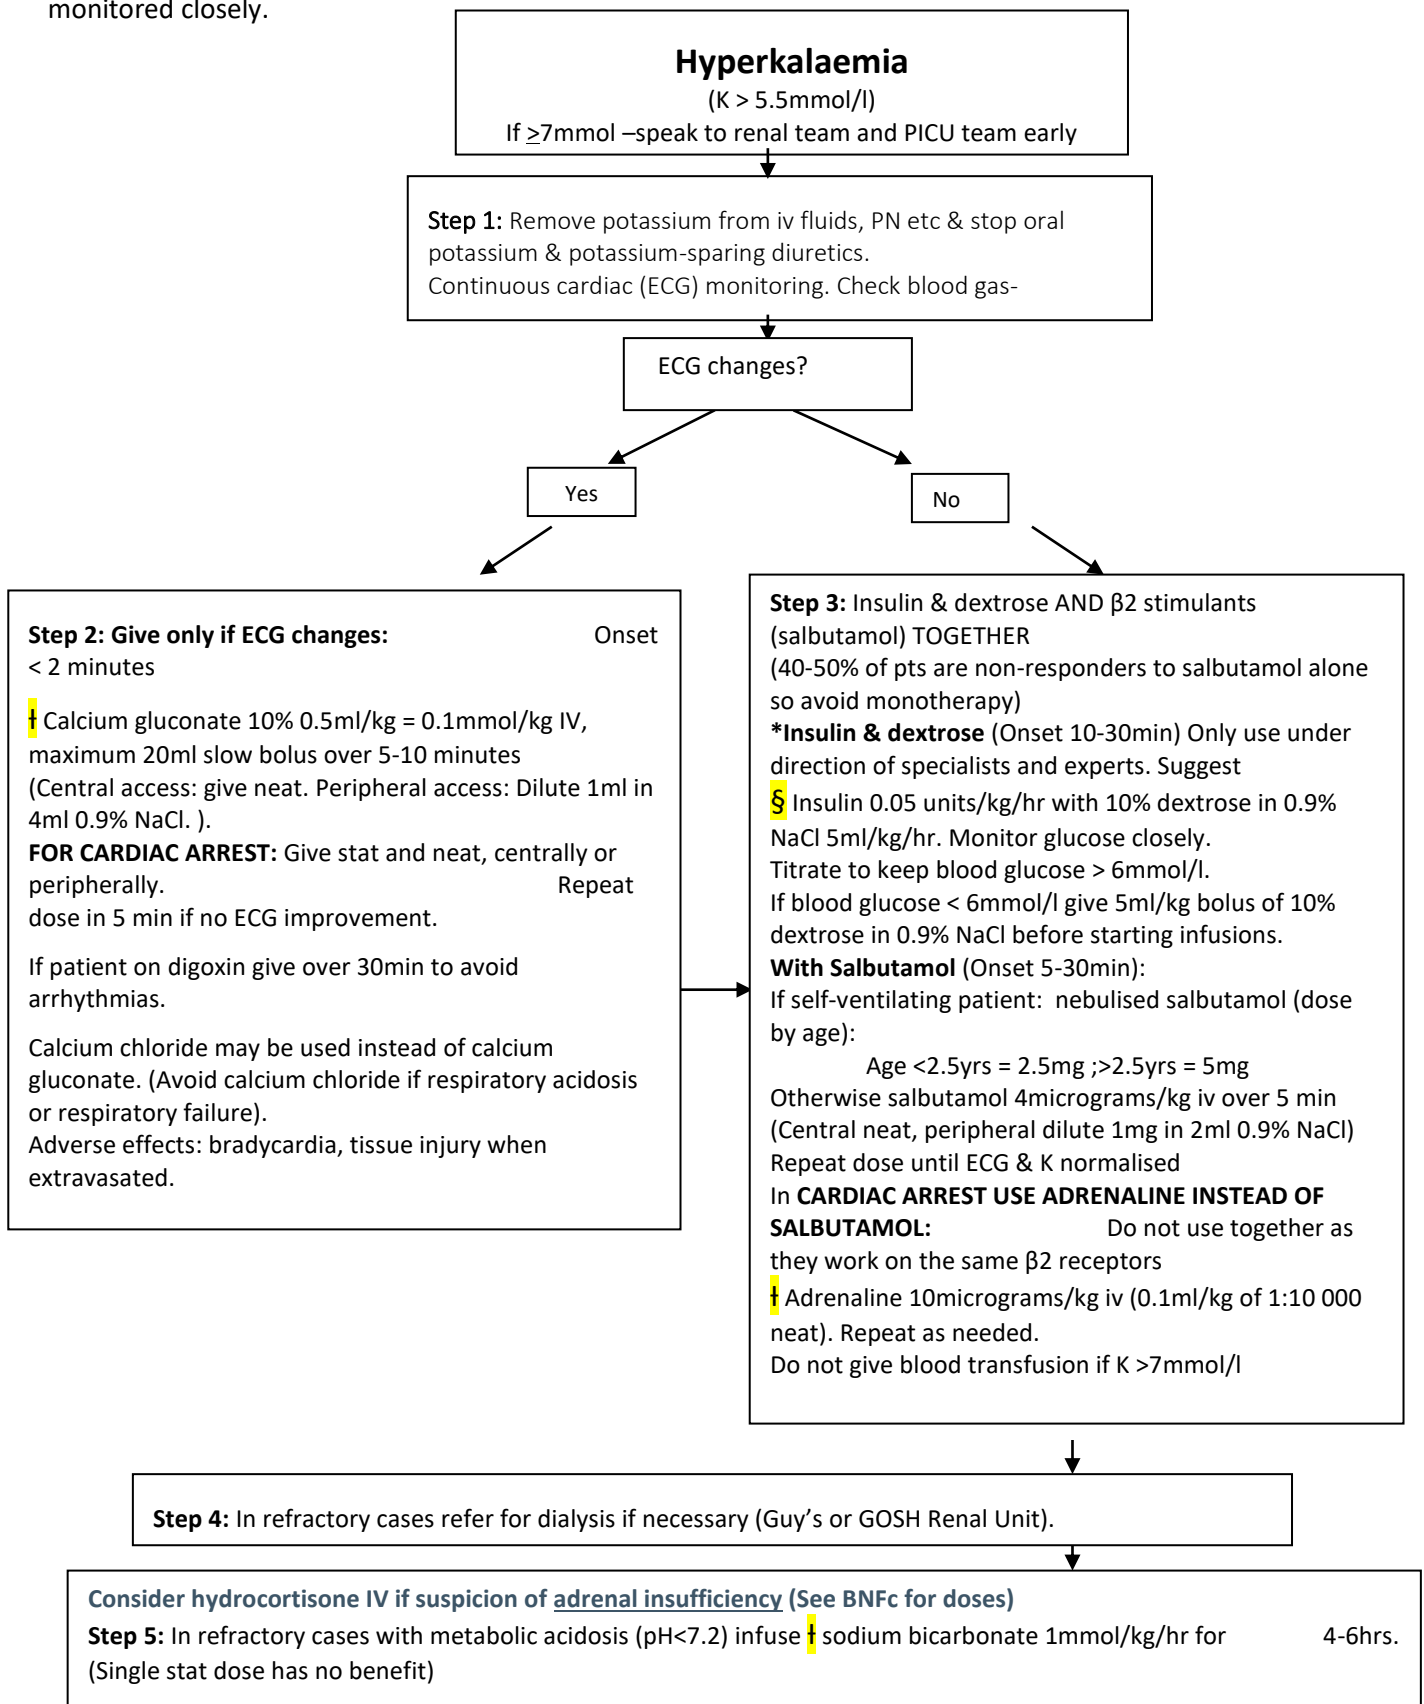 monitored closely.
Hyperkalaemia
(K > 5.5mmol/l)
If ≥7mmol –speak to renal team and PICU team early
Step 1: Remove potassium from iv fluids, PN etc & stop oral
potassium & potassium-sparing diuretics.
Continuous cardiac (ECG) monitoring. Check blood gas-
ECG changes?
Yes
No
Step 2: Give only if ECG changes: Onset
< 2 minutes
ƚ Calcium gluconate 10% 0.5ml/kg = 0.1mmol/kg IV,
maximum 20ml slow bolus over 5-10 minutes
(Central access: give neat. Peripheral access: Dilute 1ml in
4ml 0.9% NaCl. ).
FOR CARDIAC ARREST: Give stat and neat, centrally or
peripherally. Repeat
dose in 5 min if no ECG improvement.
If patient on digoxin give over 30min to avoid
arrhythmias.
Calcium chloride may be used instead of calcium
gluconate. (Avoid calcium chloride if respiratory acidosis
or respiratory failure).
Adverse effects: bradycardia, tissue injury when
extravasated.
Step 3: Insulin & dextrose AND β2 stimulants
(salbutamol) TOGETHER
(40-50% of pts are non-responders to salbutamol alone
so avoid monotherapy)
*Insulin & dextrose (Onset 10-30min) Only use under
direction of specialists and experts. Suggest
§ Insulin 0.05 units/kg/hr with 10% dextrose in 0.9%
NaCl 5ml/kg/hr. Monitor glucose closely.
Titrate to keep blood glucose > 6mmol/l.
If blood glucose < 6mmol/l give 5ml/kg bolus of 10%
dextrose in 0.9% NaCl before starting infusions.
With Salbutamol (Onset 5-30min):
If self-ventilating patient: nebulised salbutamol (dose
by age):
Age <2.5yrs = 2.5mg ;>2.5yrs = 5mg
Otherwise salbutamol 4micrograms/kg iv over 5 min
(Central neat, peripheral dilute 1mg in 2ml 0.9% NaCl)
Repeat dose until ECG & K normalised
In CARDIAC ARREST USE ADRENALINE INSTEAD OF
SALBUTAMOL: Do not use together as
they work on the same β2 receptors
ƚ Adrenaline 10micrograms/kg iv (0.1ml/kg of 1:10 000
neat). Repeat as needed.
Do not give blood transfusion if K >7mmol/l
Step 4: In refractory cases refer for dialysis if necessary (Guy's or GOSH Renal Unit).
Consider hydrocortisone IV if suspicion of adrenal insufficiency (See BNFc for doses)
Step 5: In refractory cases with metabolic acidosis (pH<7.2) infuse ƚ sodium bicarbonate 1mmol/kg/hr for 4-6hrs.
(Single stat dose has no benefit)